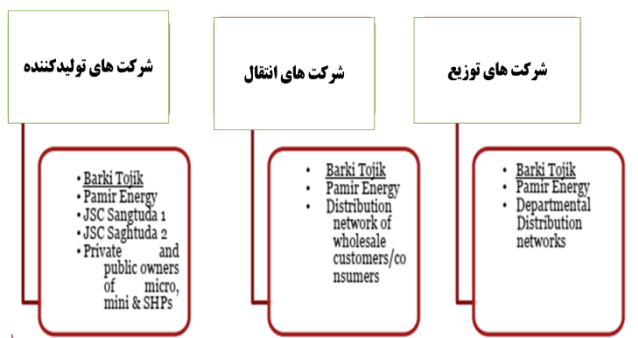 شرکت های تولیدکننده
• Barki Tojik
• Pamir Energy
• JSC Sangtuda 1
• JSC Saghtuda 2
• Private and
public owners
of micro,
mini & SHPs
شرکت های انتقال
• Barki Tojik
• Pamir Energy
• Distribution
network of
wholesale
customers/co
nsumers
شرکت های توزیع
• Barki Tojik
• Pamir Energy
• Departmental
Distribution
networks